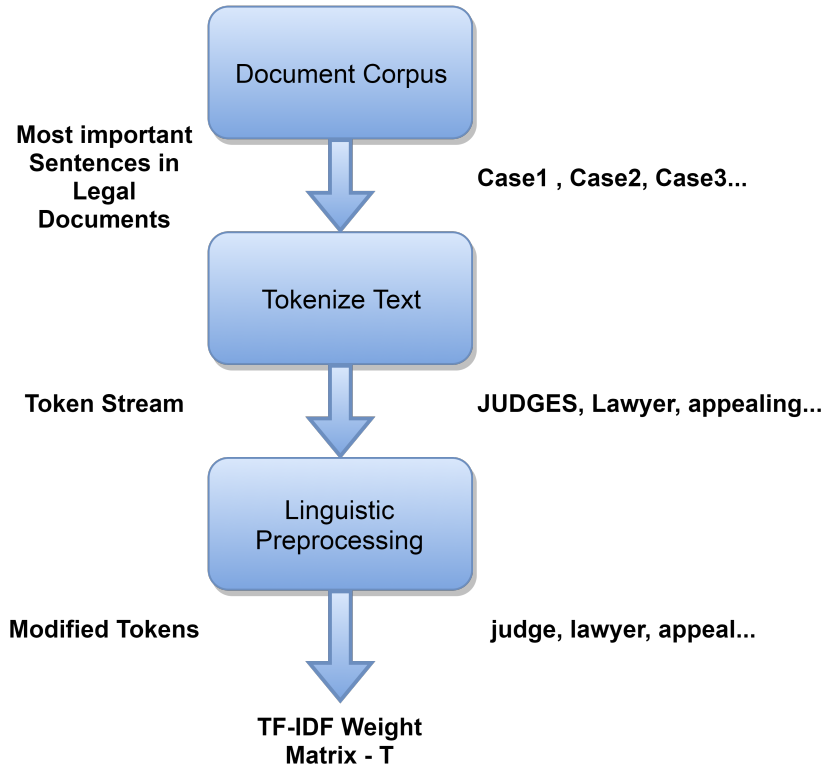 Document Corpus
Most important
Sentences in
Legal
Documents
Case1 , Case2, Case3...
Tokenize Text
Token Stream
JUDGES, Lawyer, appealing...
Linguistic
Preprocessing
Modified Tokens
judge, lawyer, appeal...
TF-IDF Weight
Matrix - T